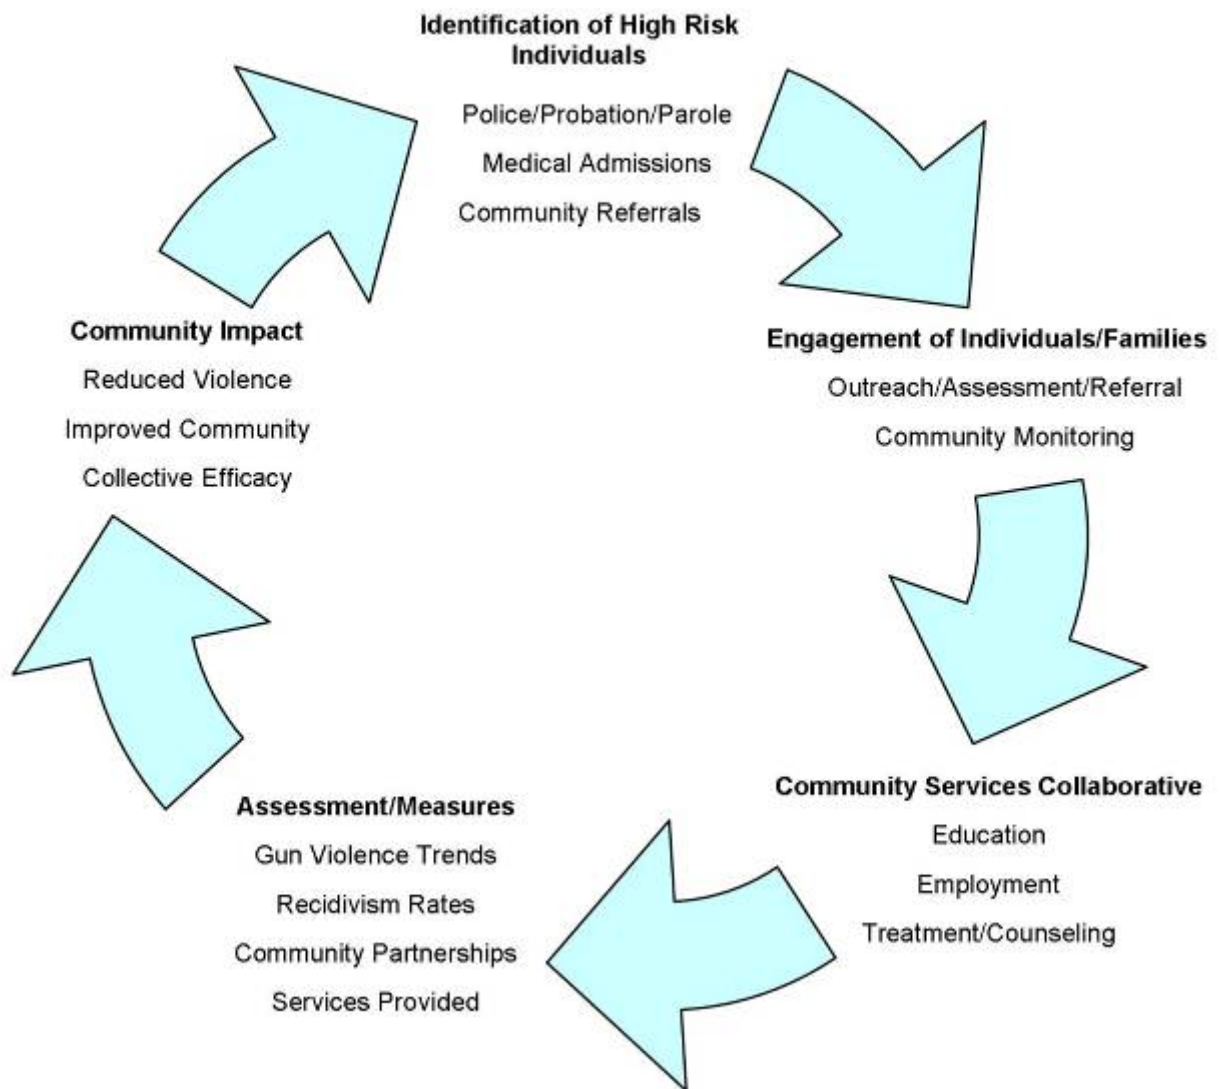 Identification of High Risk
Individuals
Police/Probation/Parole
Medical Admissions
Community Referrals
Engagement of Individuals/Families
Outreach/Assessment/Referral
Community Monitoring
Community Services Collaborative
Education
Employment
Treatment/Counseling
Assessment/Measures
Gun Violence Trends
Recidivism Rates
Community Partnerships
Services Provided
Community Impact
Reduced Violence
Improved Community
Collective Efficacy